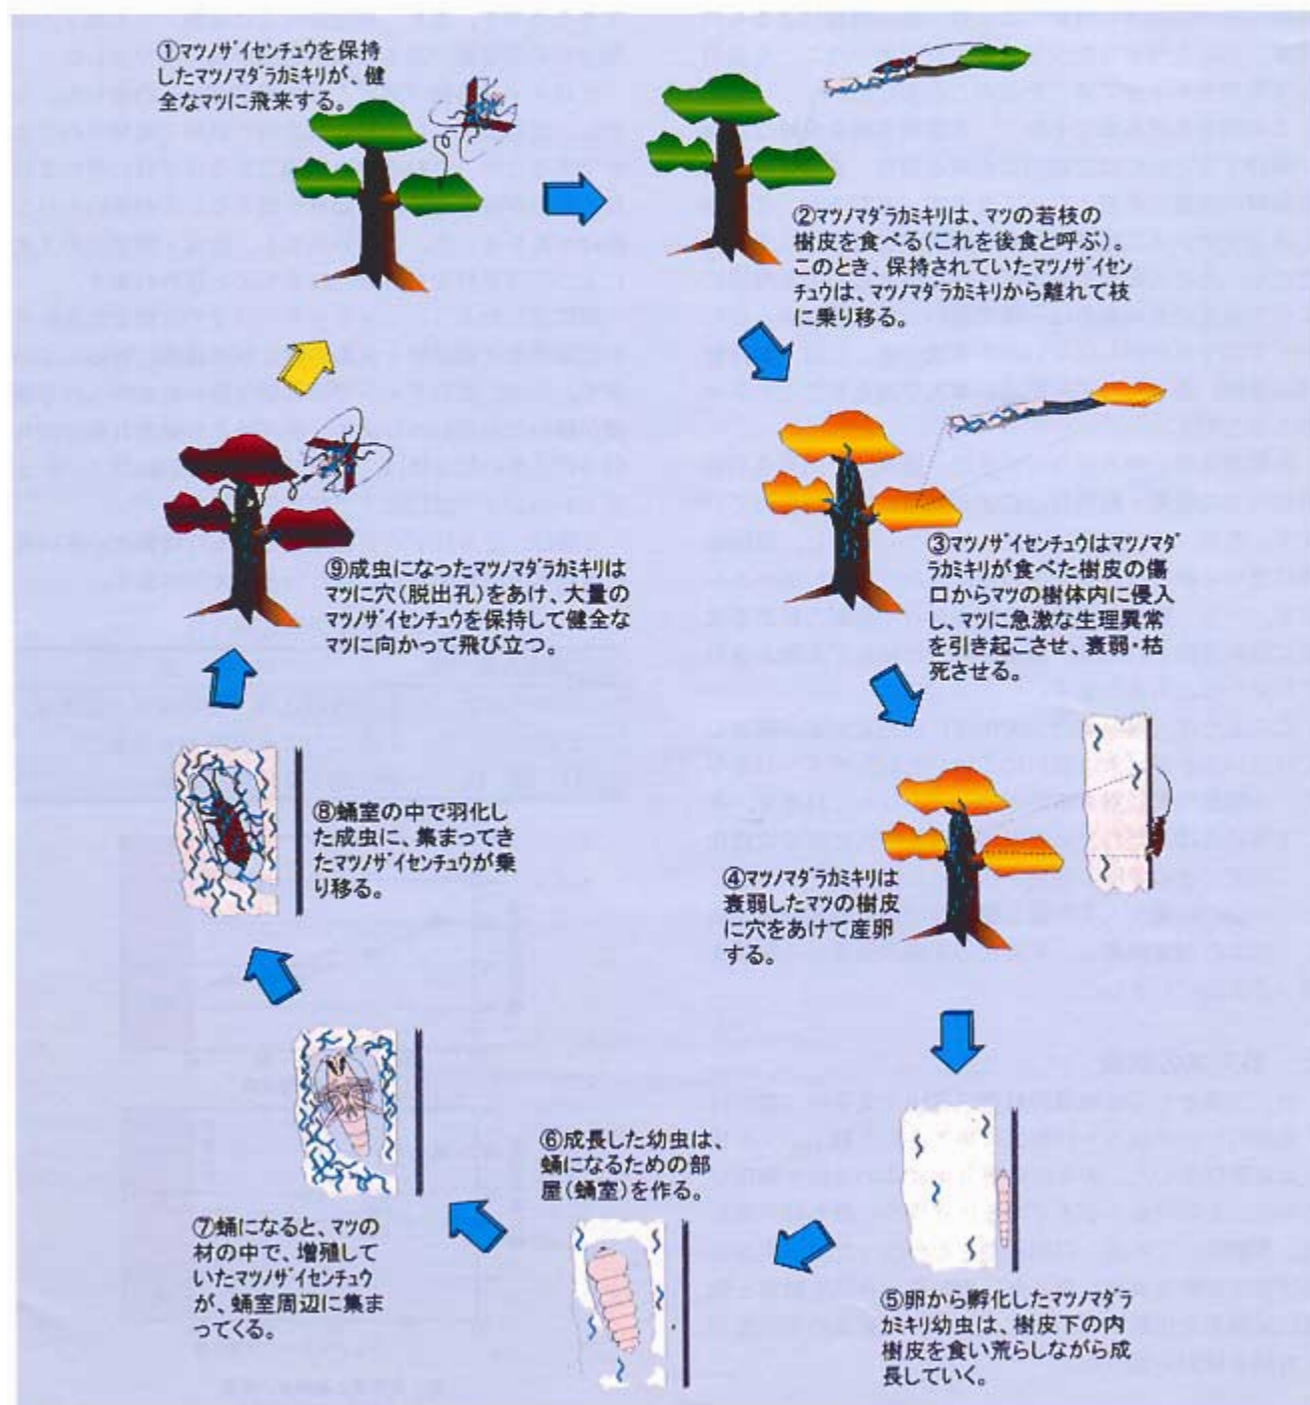 ①マツノザイセンチュウを保持
したマツノマダラカミキリが、健
全なマツに飛来する。
②マツノマダラカミキリは、マツの若枝の
樹皮を食べる(これを後食と呼ぶ)。
このとき、保持されていたマツノザイセン
チュウは、マツノマダラカミキリから離れて枝
に乗り移る。
③マツノザイセンチュウはマツノマダ
ラカミキリが食べた樹皮の傷
口からマツの樹体内に侵入
し、マツに急激な生理異常
を引き起こさせ、衰弱・枯
死させる。
④マツノマダラカミキリは
衰弱したマツの樹皮
に穴をあけて産卵
する。
⑤卵から孵化したマツノマダラ
カミキリ幼虫は、樹皮下の内
樹皮を食い荒らしながら成
長していく。
⑥成長した幼虫は、
蛹になるための部
屋(蛹室)を作る。
⑦蛹になると、マツの
材の中で、増殖して
いたマツノザイセンチュウ
が、蛹室周辺に集ま
ってくる。
⑧蛹室の中で羽化し
た成虫に、集まってき
たマツノザイセンチュウが乗
り移る。
⑨成虫になったマツノマダラカミキリは
マツに穴(脱出孔)をあけ、大量の
マツノザイセンチュウを保持して健全な
マツに向かって飛び立つ。